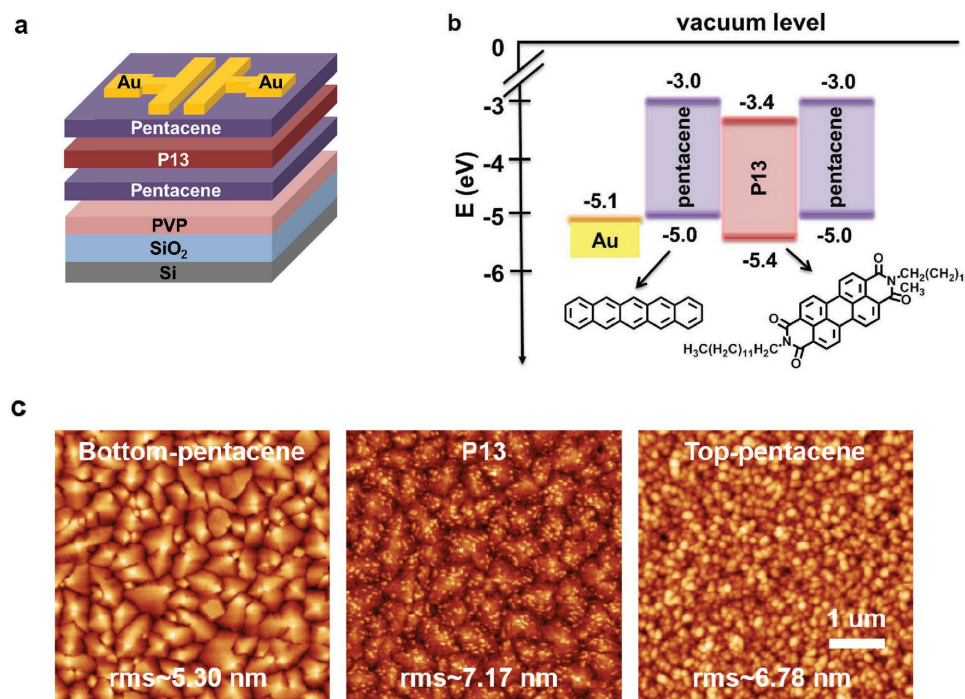 a
Au
Au
Pentacene
P13
Pentacene
PVP
SiO₂
Si
b
vacuum level
0
-3
-4
-5
-6
E (eV)
-3.0
-3.4
-3.0
pentacene
P13
pentacene
-5.1
Au
-5.0
-5.4
-5.0
O
O
N
CH₂(CH₂)₁
CH₃
O
O
N
H₃C(H₂C)₁₁H₂C
c
Bottom-pentacene
P13
Top-pentacene
1 um
rms~5.30 nm
rms~7.17 nm
rms~6.78 nm